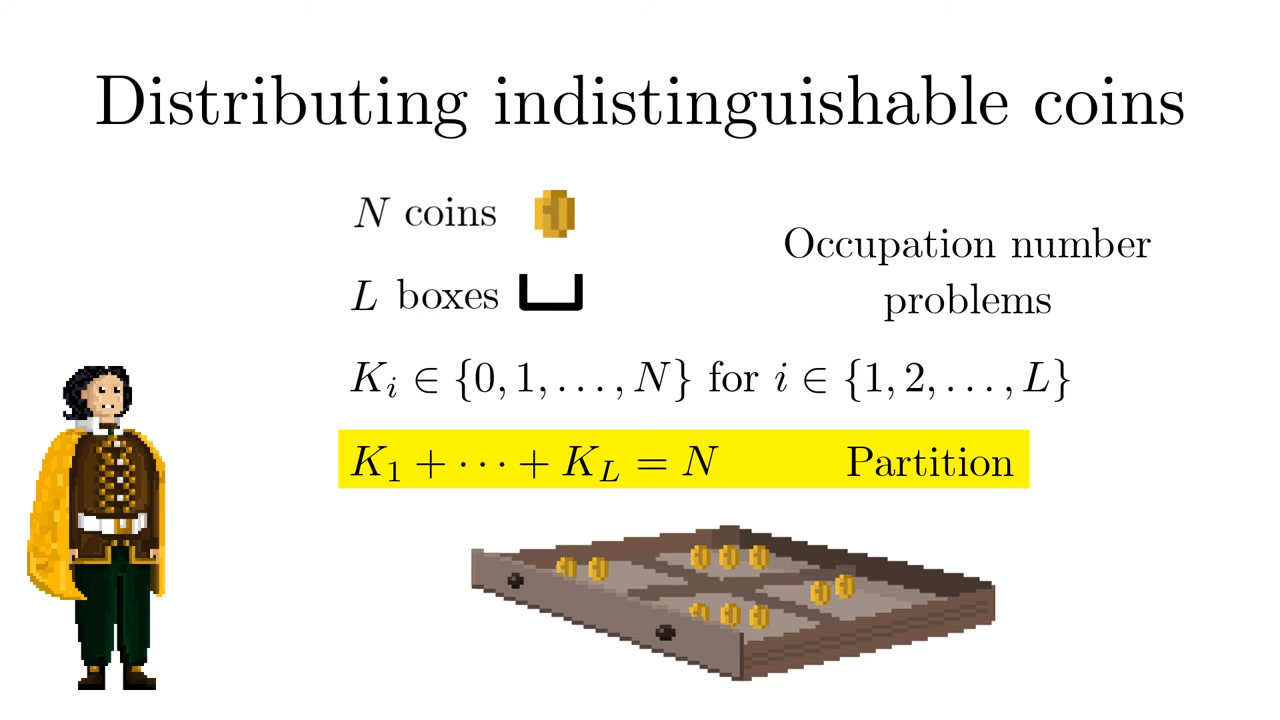 Distributing indistinguishable coins
N coins
L boxes
Occupation number
problems
K_i ∈ {0, 1, . . . , N} for i ∈ {1, 2, . . . , L}
K_1 + · · · + K_L = N Partition